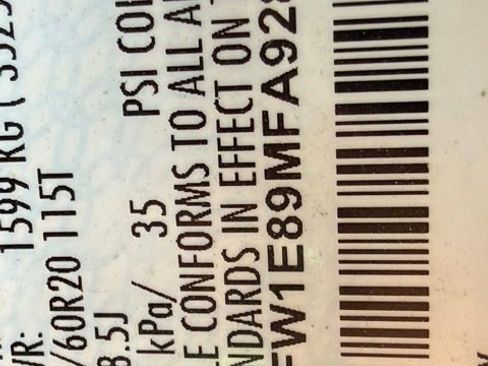 1599 KG ( 3525
VR:
/60R20 115T
8.5J
kPa/ 35 PSI COL
E CONFORMS TO ALL A
NDARDS IN EFFECT ON
FW1E89MFA92